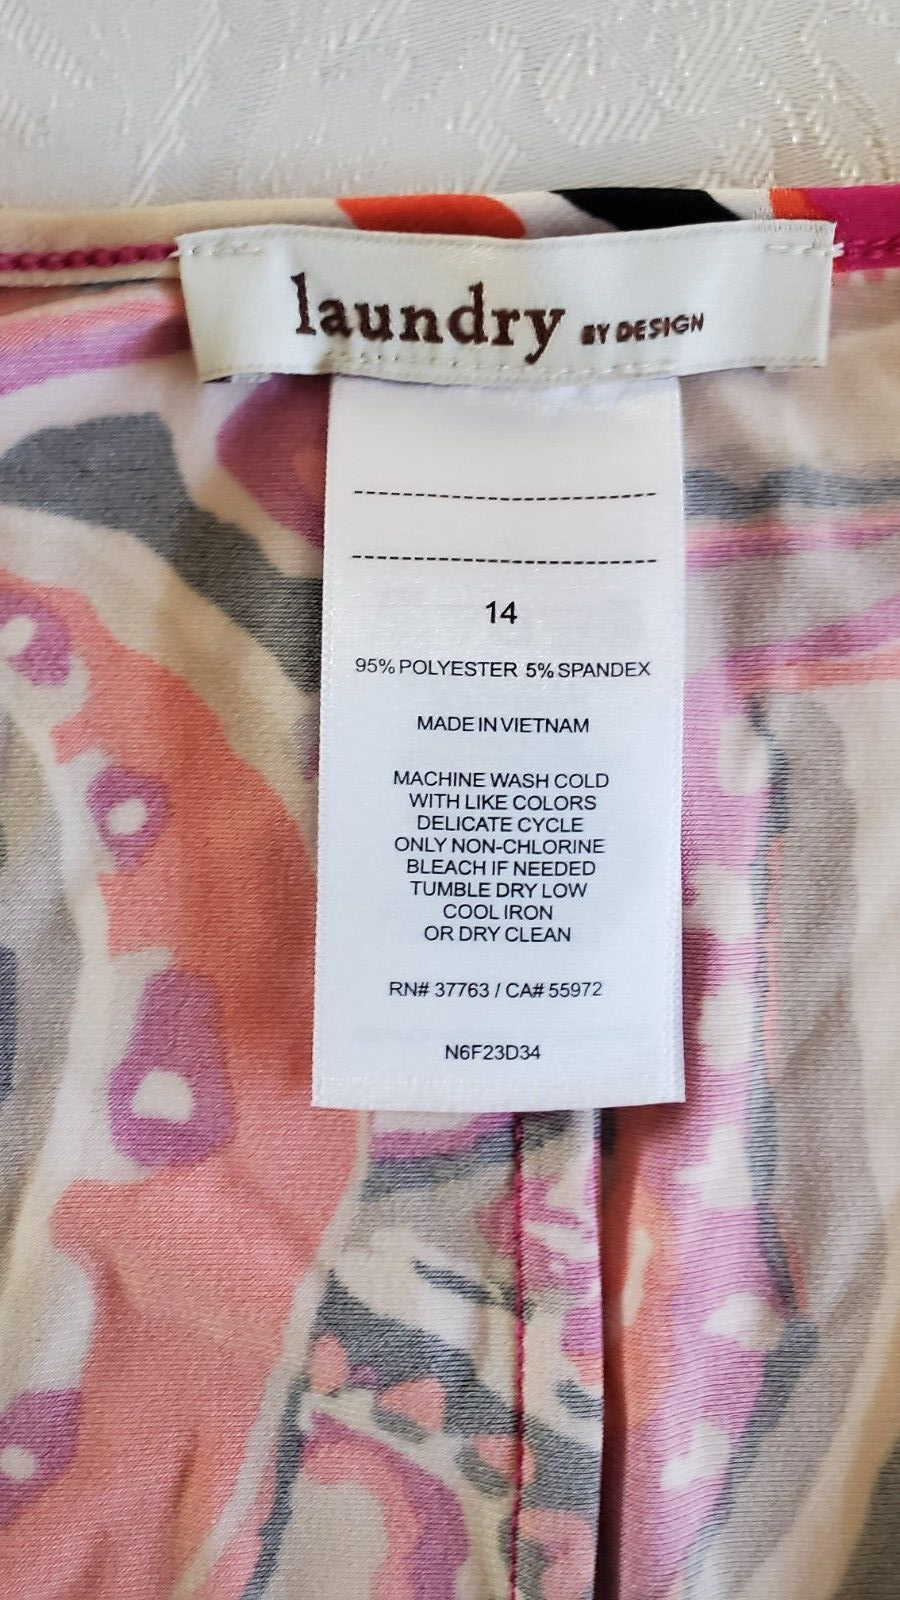 laundry BY DESIGN
14
95% POLYESTER 5% SPANDEX
MADE IN VIETNAM
MACHINE WASH COLD
WITH LIKE COLORS
DELICATE CYCLE
ONLY NON-CHLORINE
BLEACH IF NEEDED
TUMBLE DRY LOW
COOL IRON
OR DRY CLEAN
RN# 37763 / CA# 55972
N6F23D34